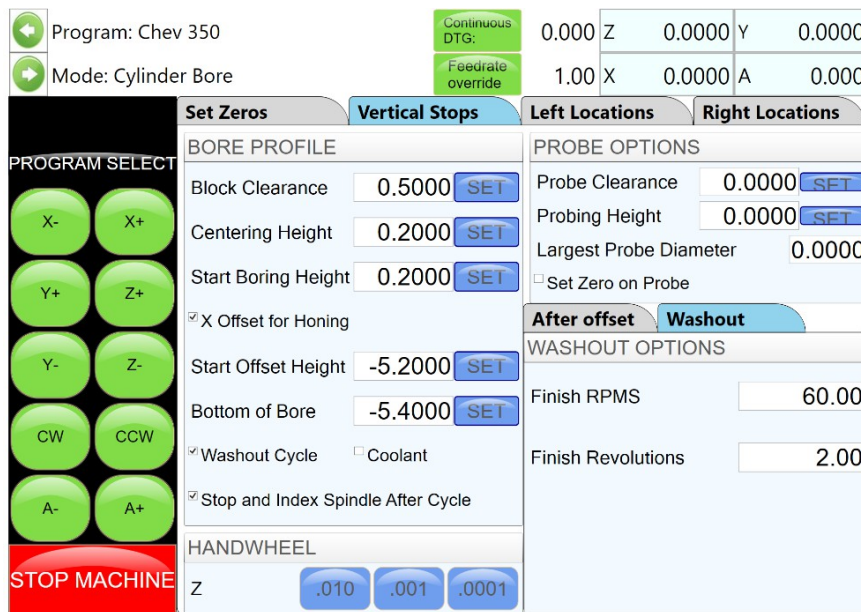 Program: Chev 350
Continuous DTG:
0.000 Z 0.0000 Y 0.0000
Mode: Cylinder Bore
Feedrate override
1.00 X 0.0000 A 0.000
Set Zeros
Vertical Stops
Left Locations
Right Locations
PROGRAM SELECT
X-
X+
Y+
Z+
Y-
Z-
CW
CCW
A-
A+
STOP MACHINE
BORE PROFILE
Block Clearance 0.5000 SET
Centering Height 0.2000 SET
Start Boring Height 0.2000 SET
X Offset for Honing
Start Offset Height -5.2000 SET
Bottom of Bore -5.4000 SET
Washout Cycle Coolant
Stop and Index Spindle After Cycle
HANDWHEEL
Z .010 .001 .0001
PROBE OPTIONS
Probe Clearance 0.0000 SET
Probing Height 0.0000 SET
Largest Probe Diameter 0.0000
Set Zero on Probe
After offset
Washout
WASHOUT OPTIONS
Finish RPMS 60.00
Finish Revolutions 2.00